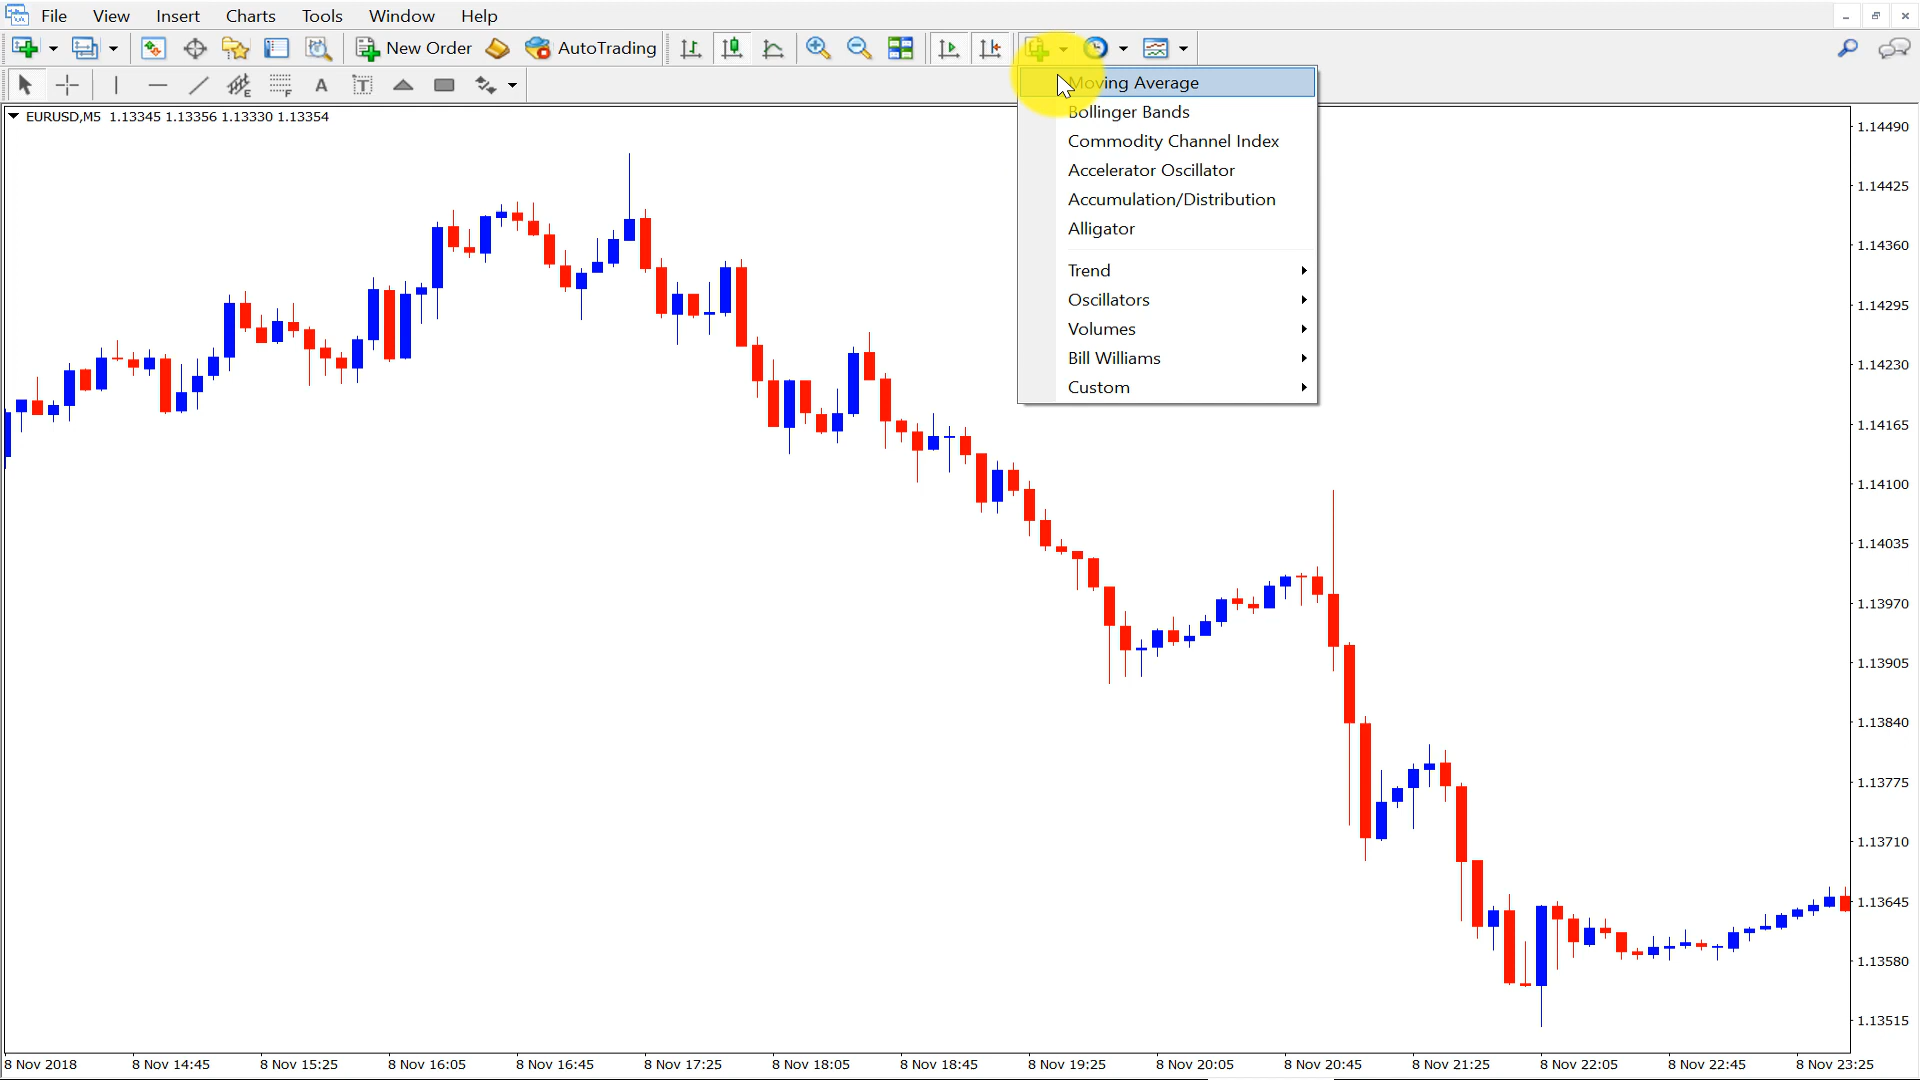 File View Insert Charts Tools Window Help
New Order AutoTrading
A T E F
EURUSD,M5 1.13345 1.13356 1.13330 1.13354
Moving Average
Bollinger Bands
Commodity Channel Index
Accelerator Oscillator
Accumulation/Distribution
Alligator
Trend
Oscillators
Volumes
Bill Williams
Custom
1.14490
1.14425
1.14360
1.14295
1.14230
1.14165
1.14100
1.14035
1.13970
1.13905
1.13840
1.13775
1.13710
1.13645
1.13580
1.13515
8 Nov 2018 8 Nov 14:45 8 Nov 15:25 8 Nov 16:05 8 Nov 16:45 8 Nov 17:25 8 Nov 18:05 8 Nov 18:45 8 Nov 19:25 8 Nov 20:05 8 Nov 20:45 8 Nov 21:25 8 Nov 22:05 8 Nov 22:45 8 Nov 23:25